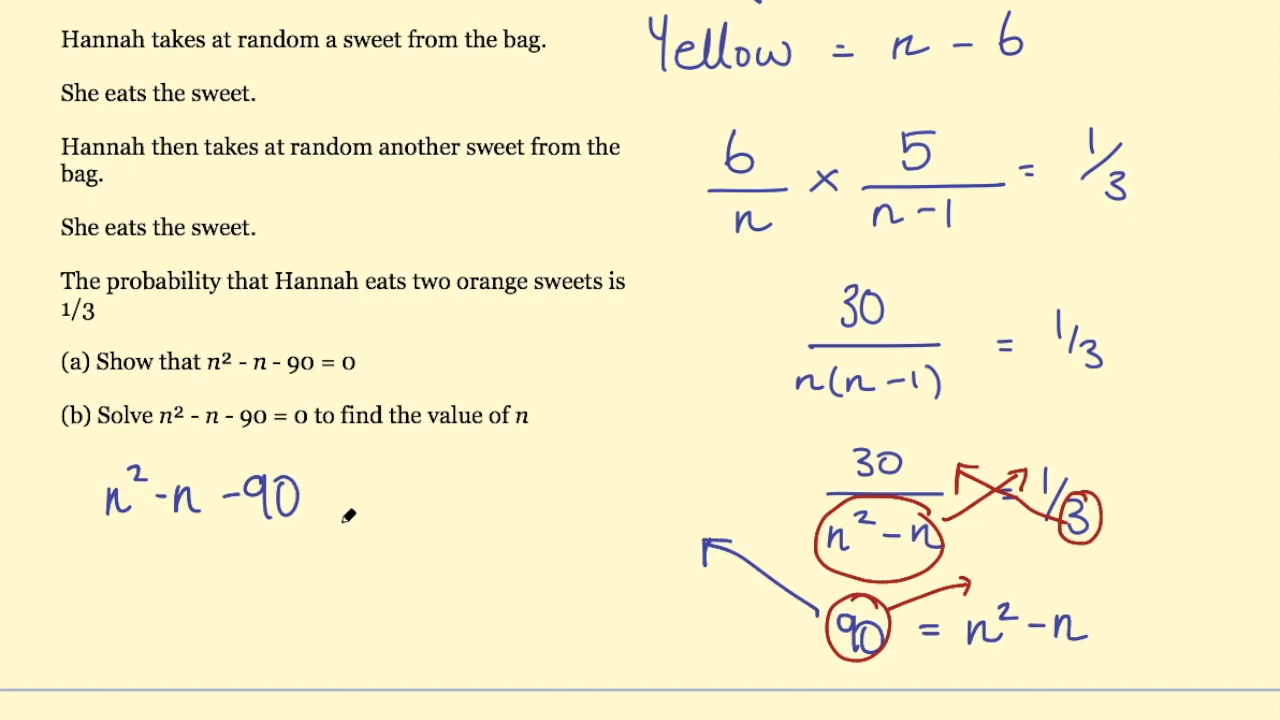 Hannah takes at random a sweet from the bag.
She eats the sweet.
Hannah then takes at random another sweet from the
bag.
She eats the sweet.
The probability that Hannah eats two orange sweets is
1/3
(a) Show that n² - n - 90 = 0
(b) Solve n² - n - 90 = 0 to find the value of n
n² - n - 90
Yellow = n - 6
6/n × 5/(n - 1) = 1/3
30/n(n - 1) = 1/3
30/(n² - n) = 1/3
90 = n² - n